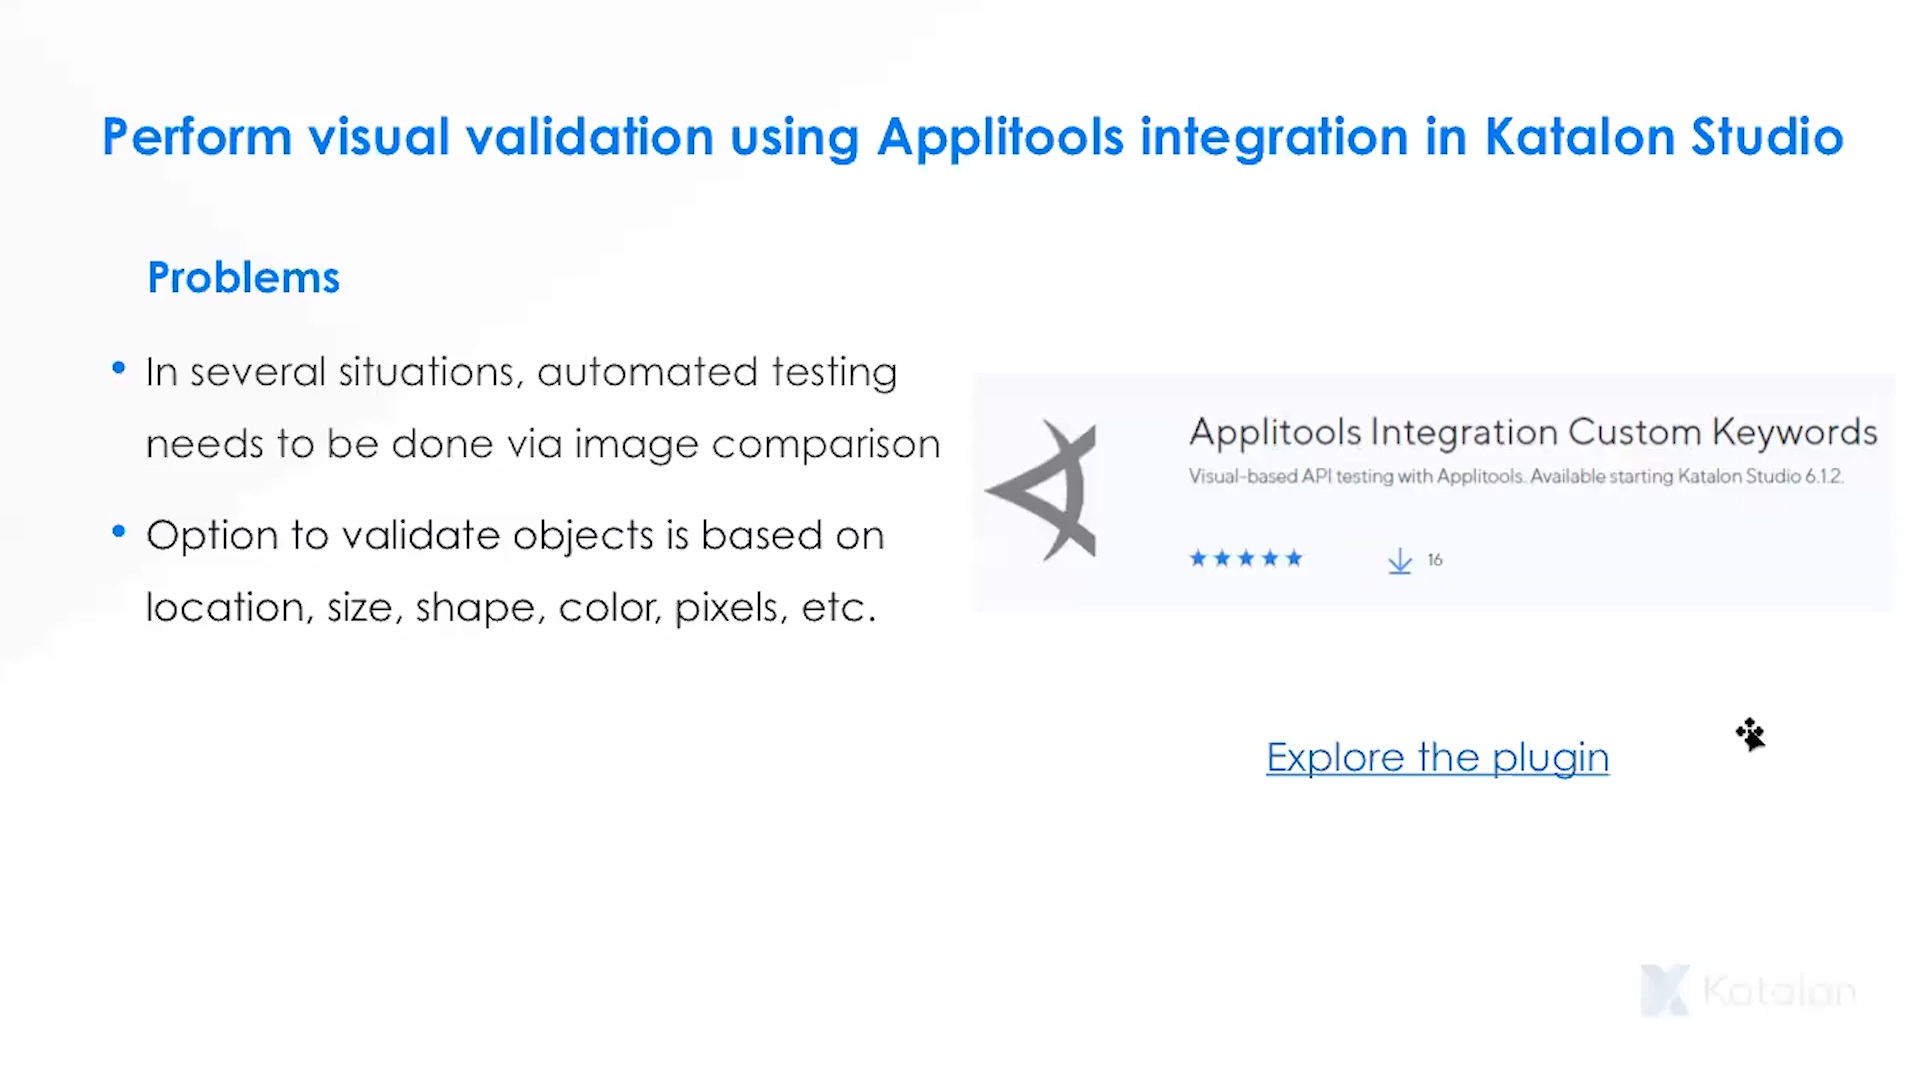 Perform visual validation using Applitools integration in Katalon Studio
Problems
• In several situations, automated testing
needs to be done via image comparison
• Option to validate objects is based on
location, size, shape, color, pixels, etc.
Applitools Integration Custom Keywords
Visual-based API testing with Applitools. Available starting Katalon Studio 6.1.2.
16
Explore the plugin
Katalon